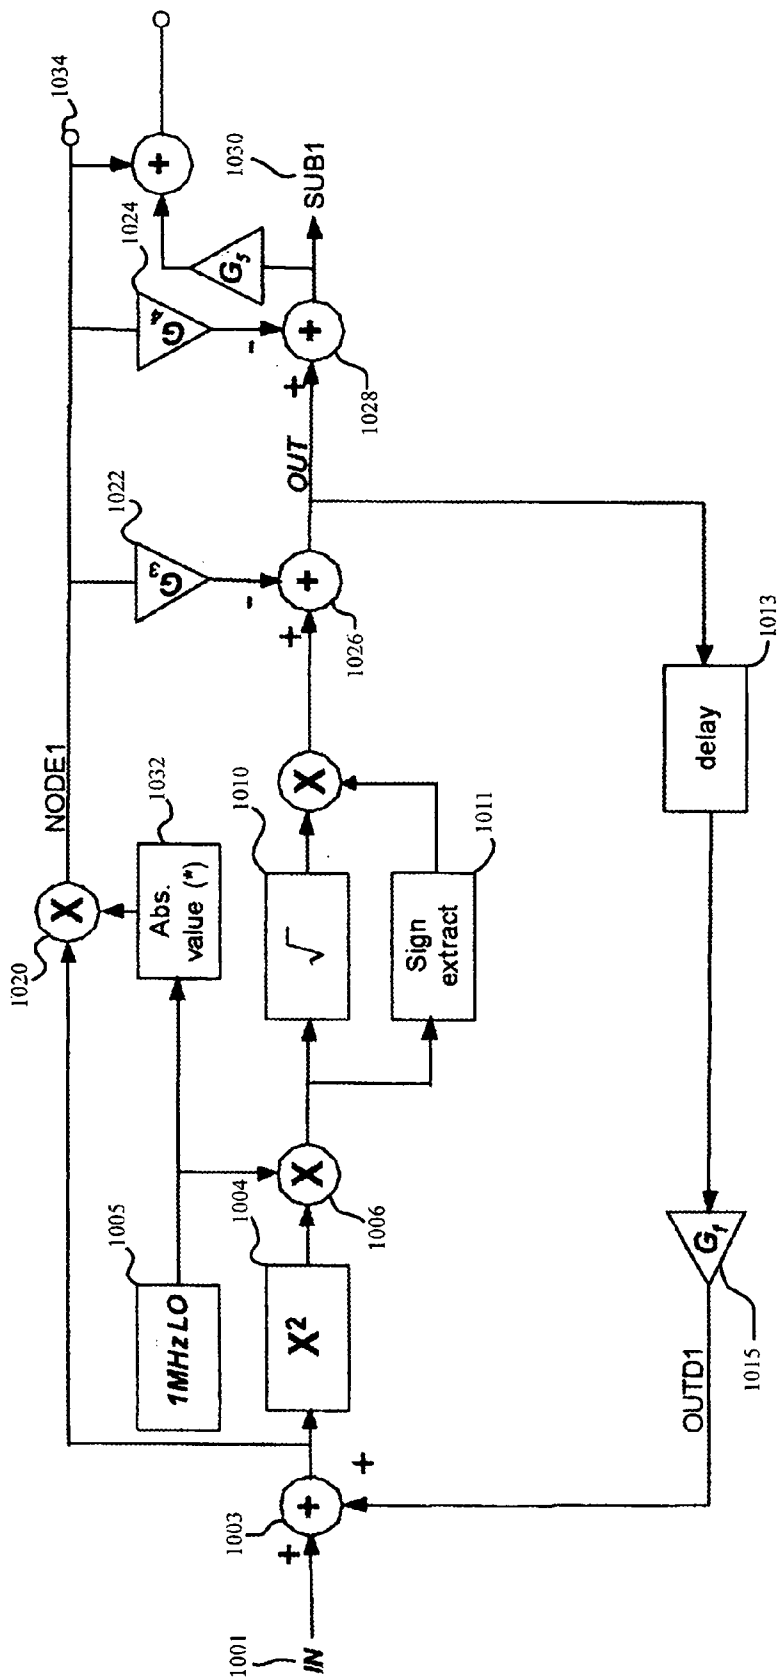 1001
IN
+
1003
+
+
1005
1MHz LO
1004
X²
X
1006
1020
X
NODE1
1032
Abs.
value (*)
1010
√
Sign
extract
1011
X
1022
G₃
-
+
+
1026
OUT
1024
G₄
-
+
+
1028
G₅
SUB1
1030
+
1034
delay
1013
G₁
1015
OUTD1